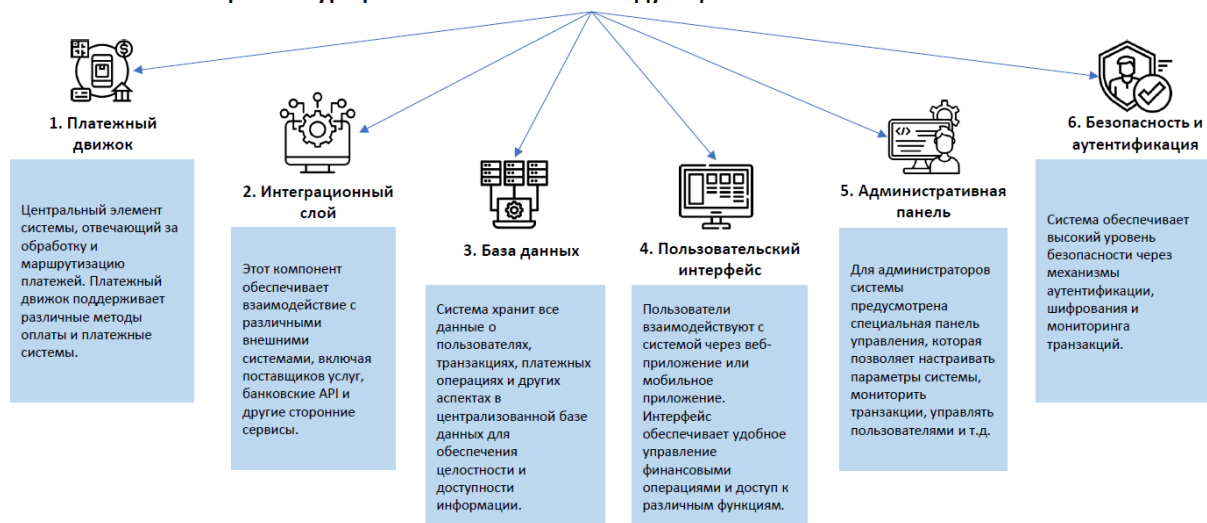 1. Платежный
движок
Центральный элемент
системы, отвечающий за
обработку и
маршрутизацию
платежей. Платежный
движок поддерживает
различные методы
оплаты и платежные
системы.
2. Интеграционный
слой
Этот компонент
обеспечивает
взаимодействие с
различными
внешними
системами, включая
поставщиков услуг,
банковские API и
другие сторонние
сервисы.
3. База данных
Система хранит все
данные о
пользователях,
транзакциях, платежных
операциях и других
аспектах в
централизованной базе
данных для
обеспечения
целостности и
доступности
информации.
4. Пользовательский
интерфейс
Пользователи
взаимодействуют с
системой через веб-
приложение или
мобильное
приложение.
Интерфейс
обеспечивает удобное
управление
финансовыми
операциями и доступ к
различным функциям.
5. Административная
панель
Для администраторов
системы
предусмотрена
специальная панель
управления, которая
позволяет настраивать
параметры системы,
мониторить
транзакции, управлять
пользователями и т.д.
6. Безопасность и
аутентификация
Система обеспечивает
высокий уровень
безопасности через
механизмы
аутентификации,
шифрования и
мониторинга
транзакций.